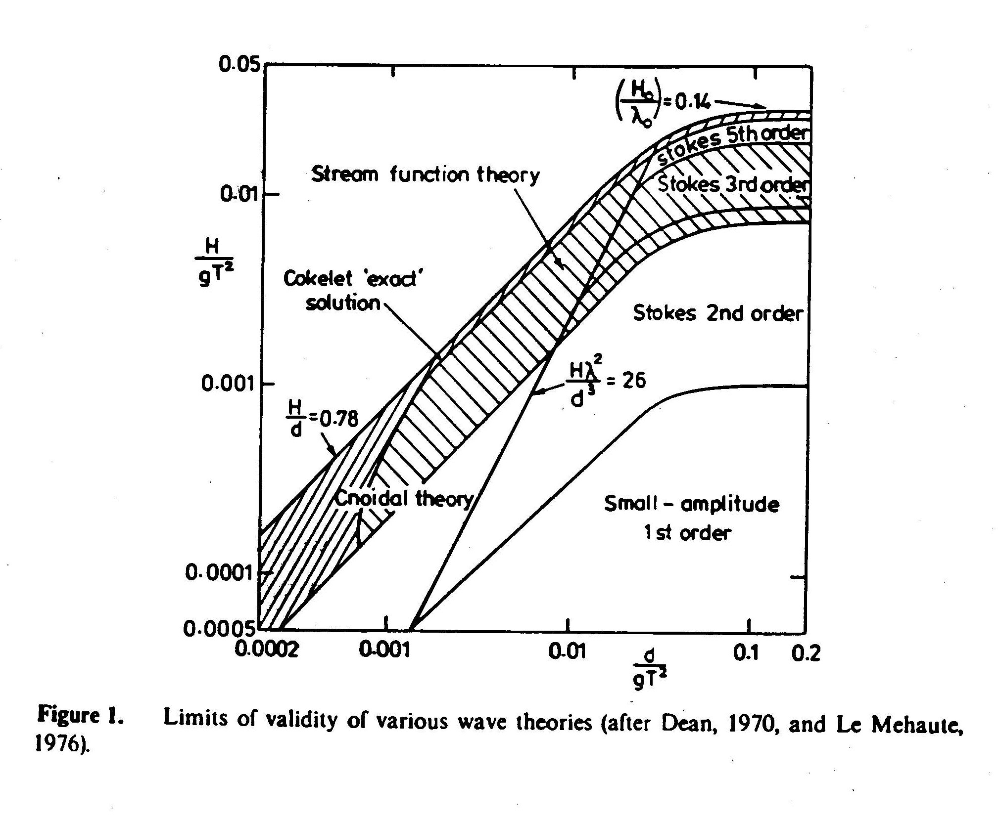 0.05
(H₀/λ₀)=0.14
stokes 5th order
Stream function theory
Stokes 3rd order
0.01
H/gT²
Cokelet 'exact'
solution
Stokes 2nd order
Hλ²/d³ = 26
0.001
H/d=0.78
Cnoidal theory
Small-amplitude
1st order
0.0001
0.0005
0.0002 0.001 0.01 0.1 0.2
d/gT²
Figure 1. Limits of validity of various wave theories (after Dean, 1970, and Le Mehaute,
1976).